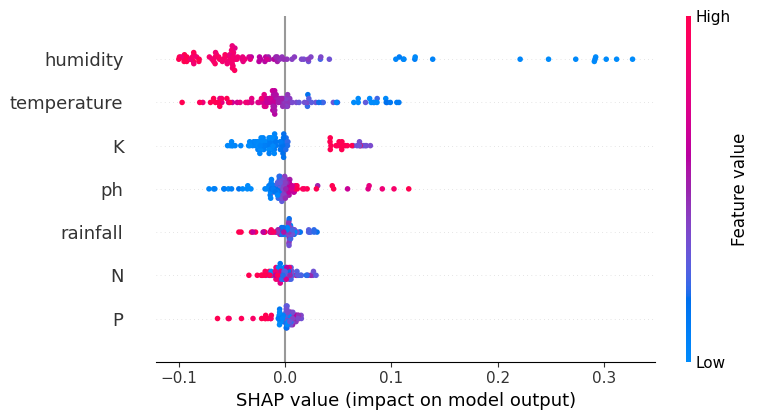 High
humidity
temperature
K
ph
rainfall
N
P
Feature value
Low
−0.1 0.0 0.1 0.2 0.3
SHAP value (impact on model output)